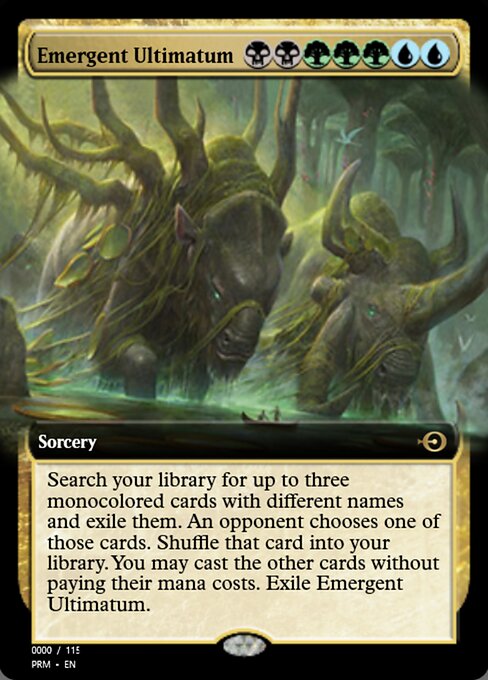 Emergent Ultimatum
Sorcery
Search your library for up to three
monocolored cards with different names
and exile them. An opponent chooses one of
those cards. Shuffle that card into your
library. You may cast the other cards without
paying their mana costs. Exile Emergent
Ultimatum.
0000 / 115
PRM • EN